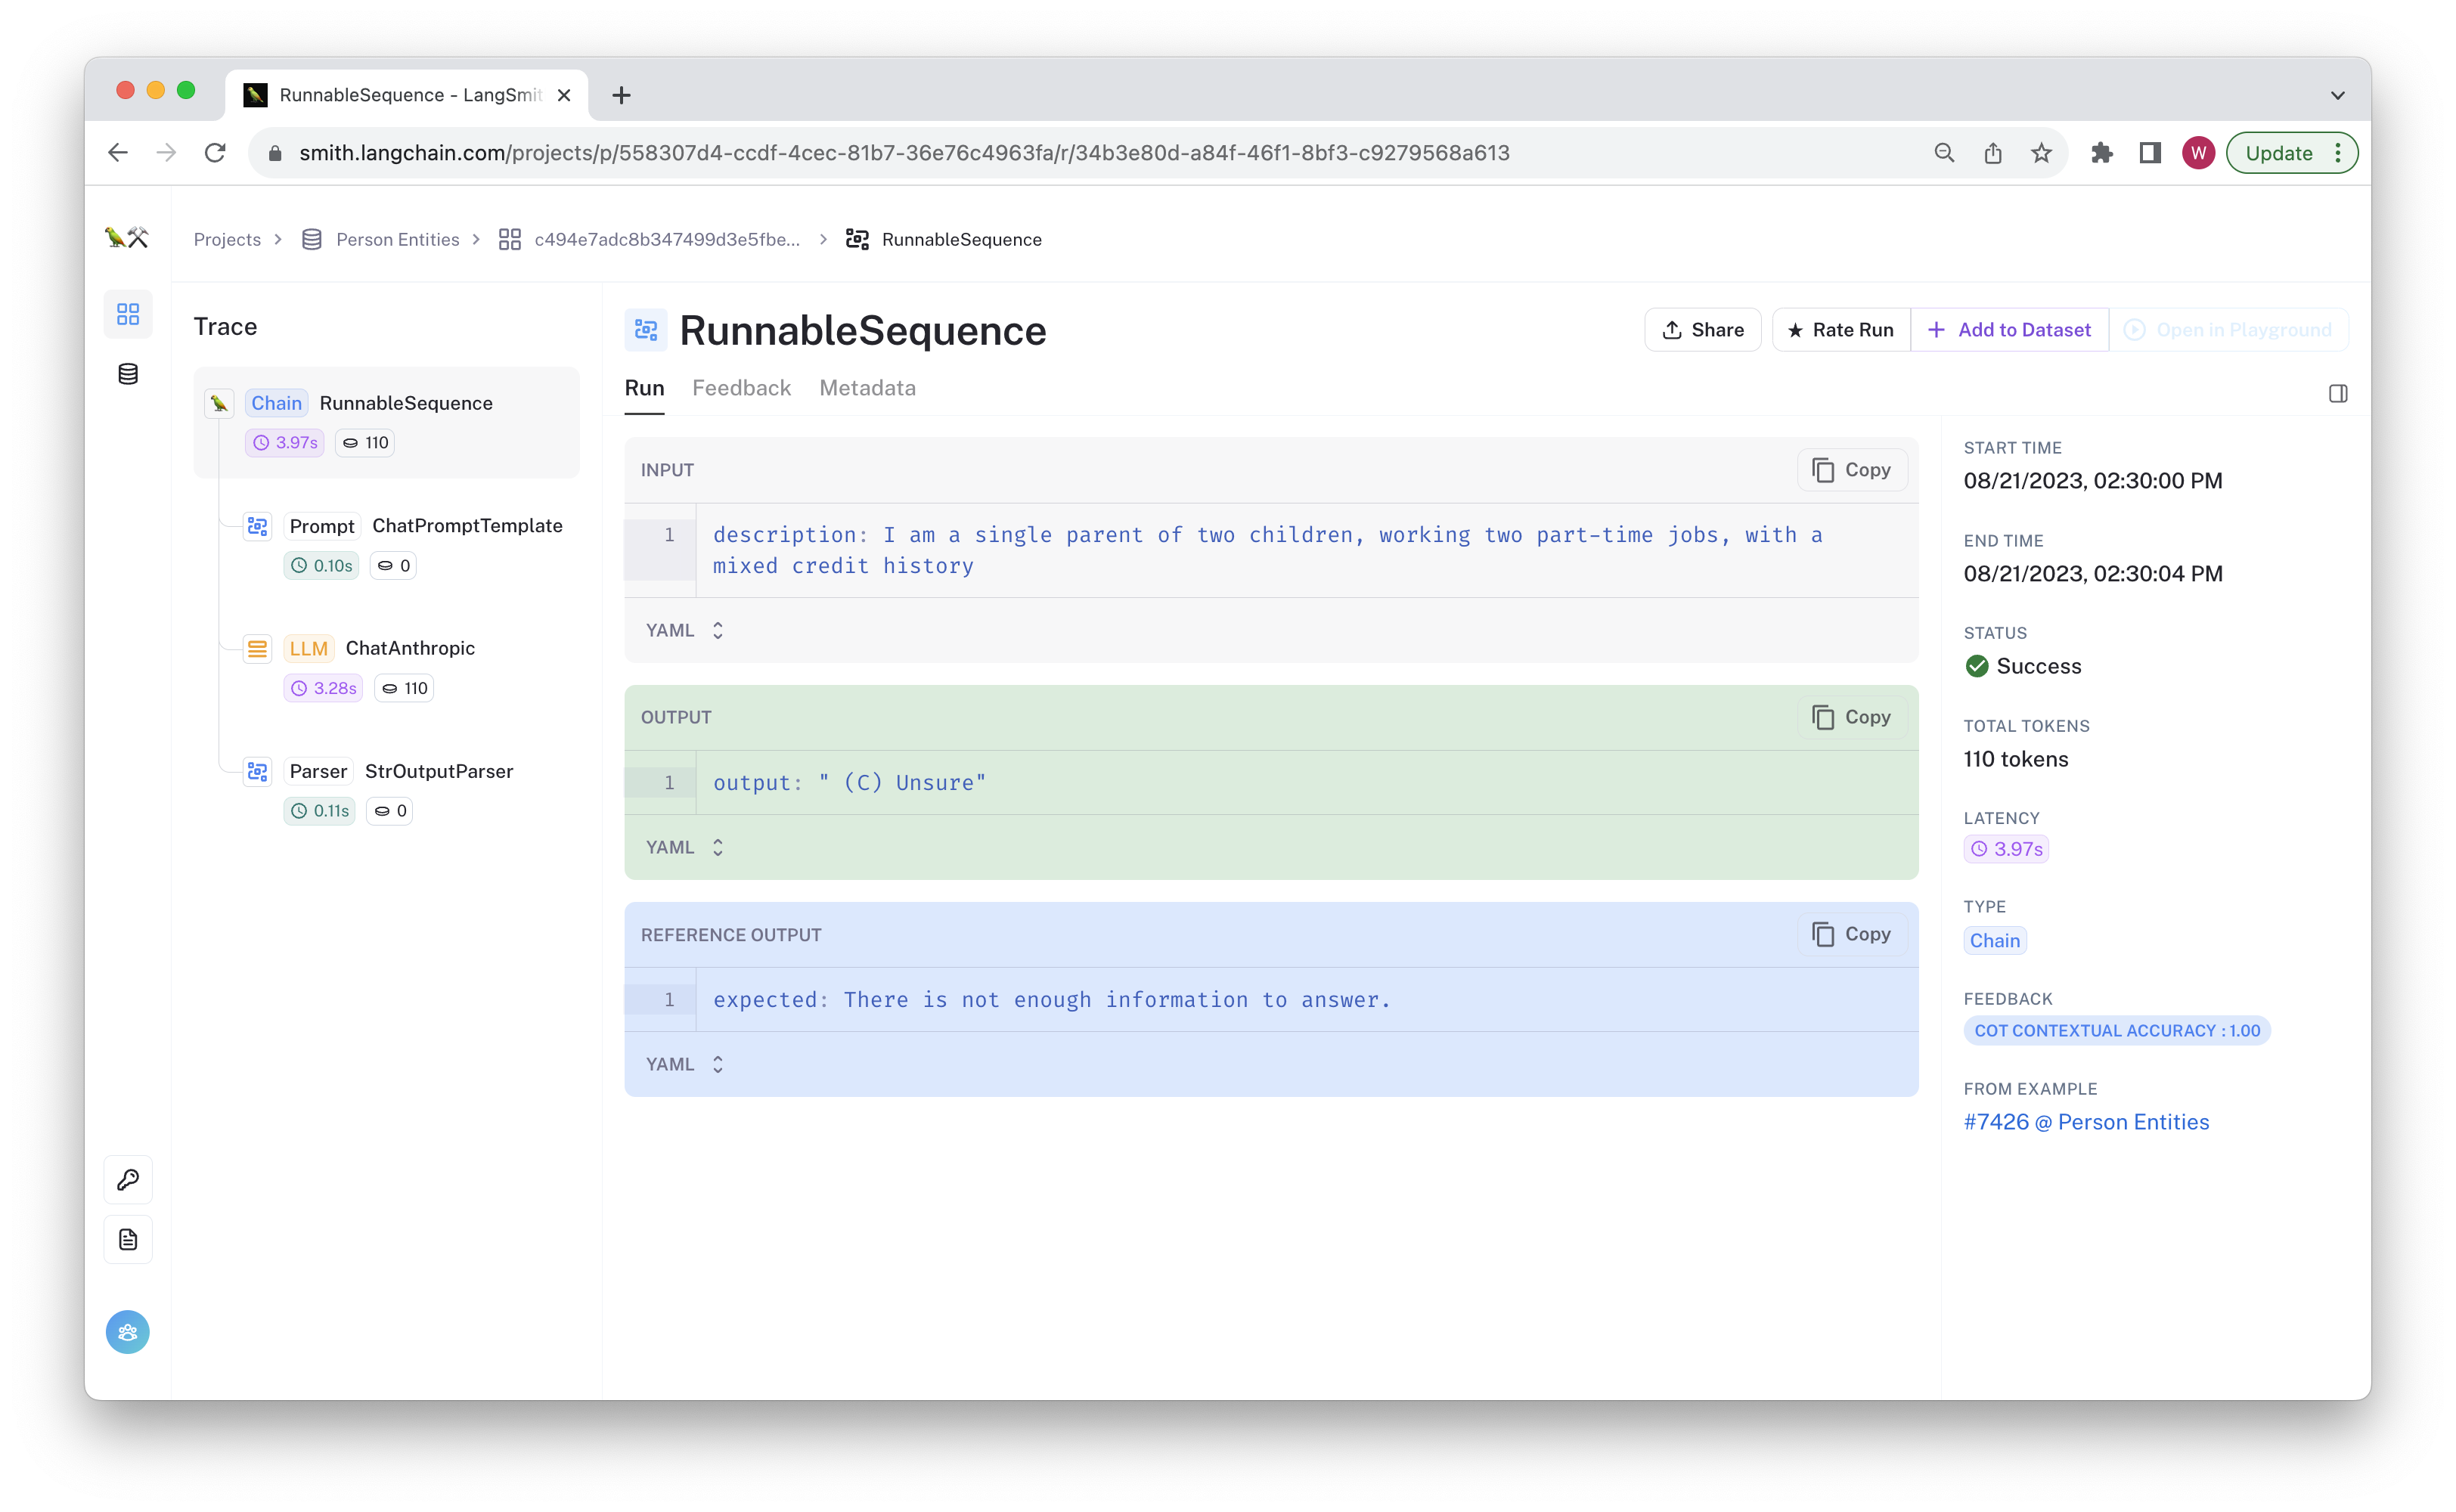 RunnableSequence - LangSmit
smith.langchain.com/projects/p/558307d4-ccdf-4cec-81b7-36e76c4963fa/r/34b3e80d-a84f-46f1-8bf3-c9279568a613
W
Update
Projects > Person Entities > c494e7adc8b347499d3e5fbe... > RunnableSequence
Trace
Chain RunnableSequence
3.97s 110
Prompt ChatPromptTemplate
0.10s 0
LLM ChatAnthropic
3.28s 110
Parser StrOutputParser
0.11s 0
RunnableSequence
Share
Rate Run
Add to Dataset
Open in Playground
Run Feedback Metadata
INPUT
Copy
1 description: I am a single parent of two children, working two part-time jobs, with a
mixed credit history
YAML
OUTPUT
Copy
1 output: " (C) Unsure"
YAML
REFERENCE OUTPUT
Copy
1 expected: There is not enough information to answer.
YAML
START TIME
08/21/2023, 02:30:00 PM
END TIME
08/21/2023, 02:30:04 PM
STATUS
Success
TOTAL TOKENS
110 tokens
LATENCY
3.97s
TYPE
Chain
FEEDBACK
COT CONTEXTUAL ACCURACY : 1.00
FROM EXAMPLE
#7426 @ Person Entities